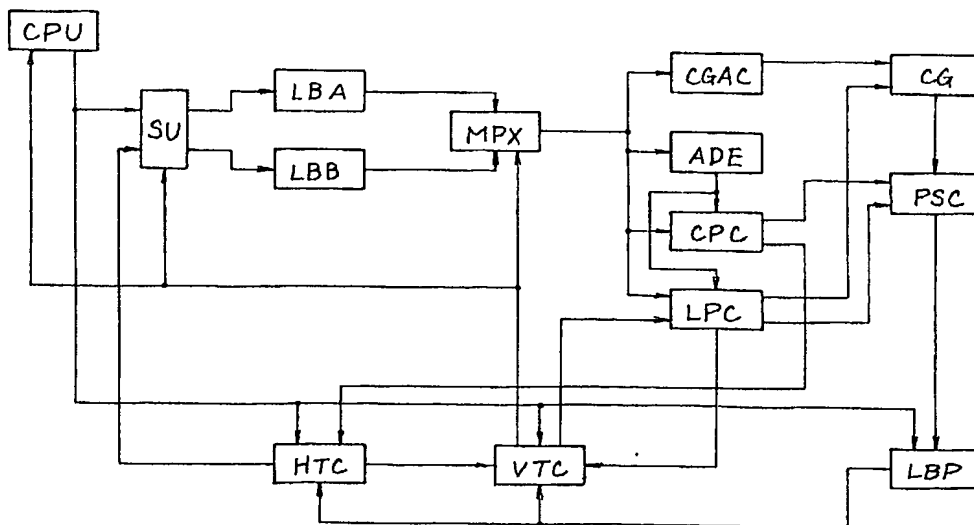 CPU
SU
LBA
LBB
MPX
CGAC
CG
ADE
CPC
PSC
LPC
HTC
VTC
LBP